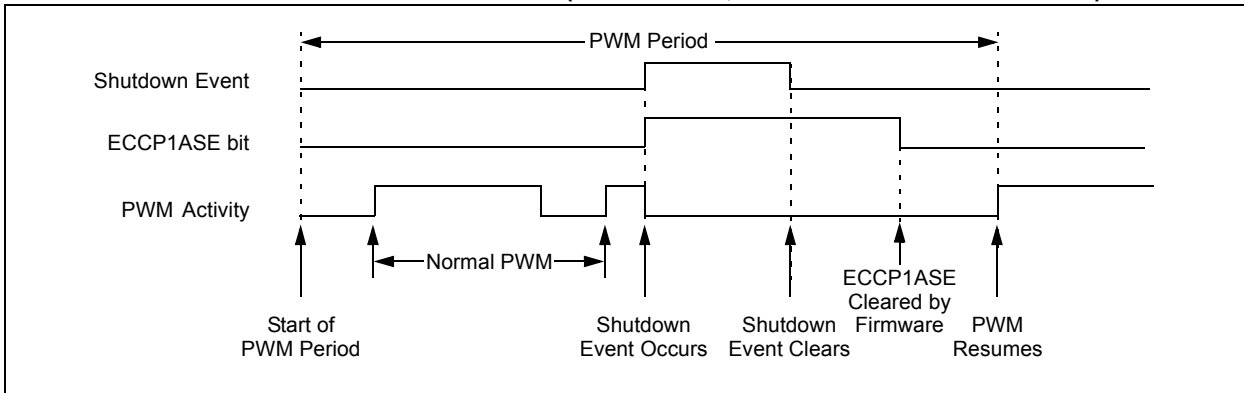 PWM Period
Shutdown Event
ECCP1ASE bit
PWM Activity
Normal PWM
Start of
PWM Period
Shutdown
Event Occurs
Shutdown
Event Clears
ECCP1ASE
Cleared by
Firmware
PWM
Resumes